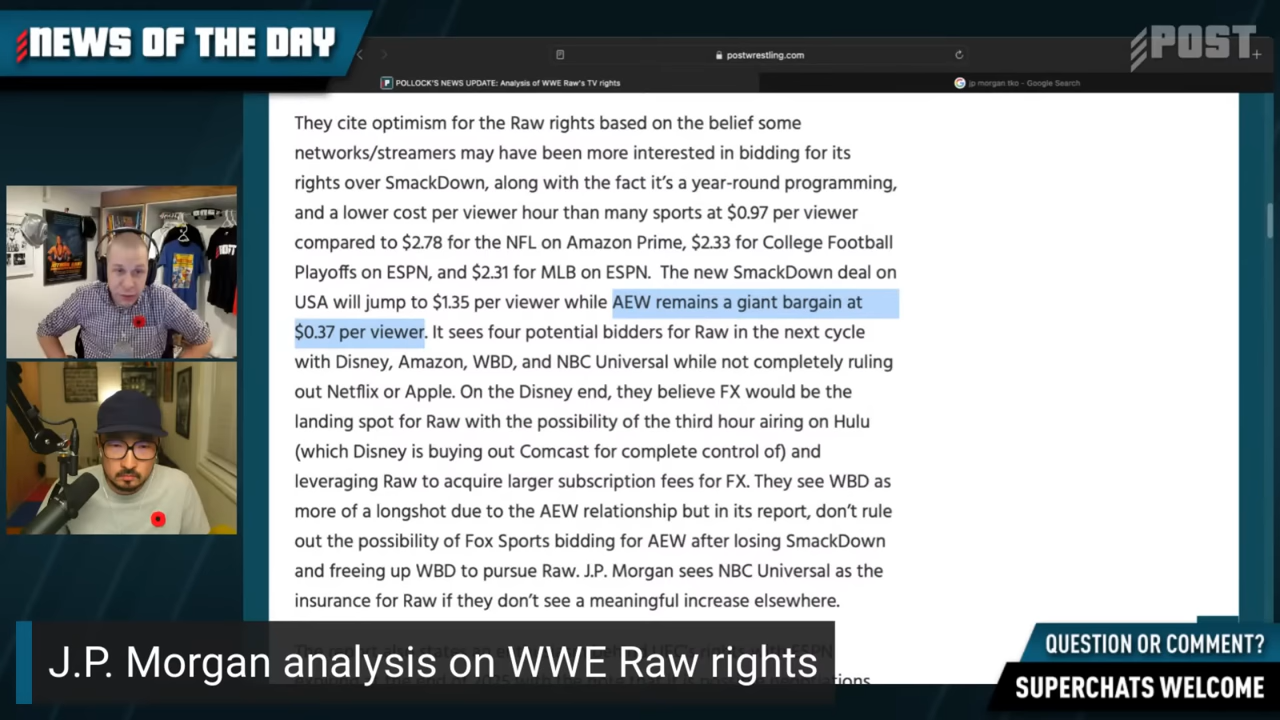 NEWS OF THE DAY
POST
postwrestling.com
POLLOCK'S NEWS UPDATE: Analysis of WWE Raw's TV rights
jp morgan tko - Google Search
They cite optimism for the Raw rights based on the belief some
networks/streamers may have been more interested in bidding for its
rights over SmackDown, along with the fact it's a year-round programming,
and a lower cost per viewer hour than many sports at $0.97 per viewer
compared to $2.78 for the NFL on Amazon Prime, $2.33 for College Football
Playoffs on ESPN, and $2.31 for MLB on ESPN. The new SmackDown deal on
USA will jump to $1.35 per viewer while AEW remains a giant bargain at
$0.37 per viewer. It sees four potential bidders for Raw in the next cycle
with Disney, Amazon, WBD, and NBC Universal while not completely ruling
out Netflix or Apple. On the Disney end, they believe FX would be the
landing spot for Raw with the possibility of the third hour airing on Hulu
(which Disney is buying out Comcast for complete control of) and
leveraging Raw to acquire larger subscription fees for FX. They see WBD as
more of a longshot due to the AEW relationship but in its report, don't rule
out the possibility of Fox Sports bidding for AEW after losing SmackDown
and freeing up WBD to pursue Raw. J.P. Morgan sees NBC Universal as the
insurance for Raw if they don't see a meaningful increase elsewhere.
J.P. Morgan analysis on WWE Raw rights
QUESTION OR COMMENT?
SUPERCHATS WELCOME